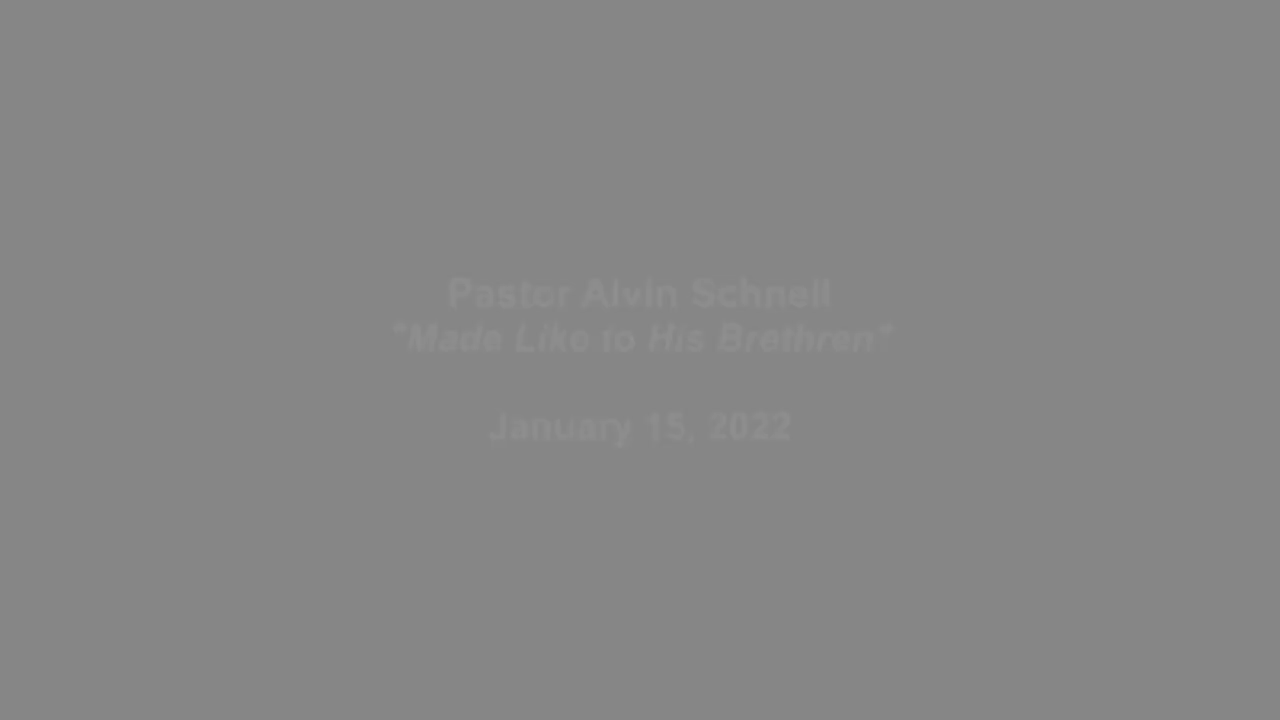 Pastor Alvin Schnell
"Made Like to His Brethren"
January 15, 2022